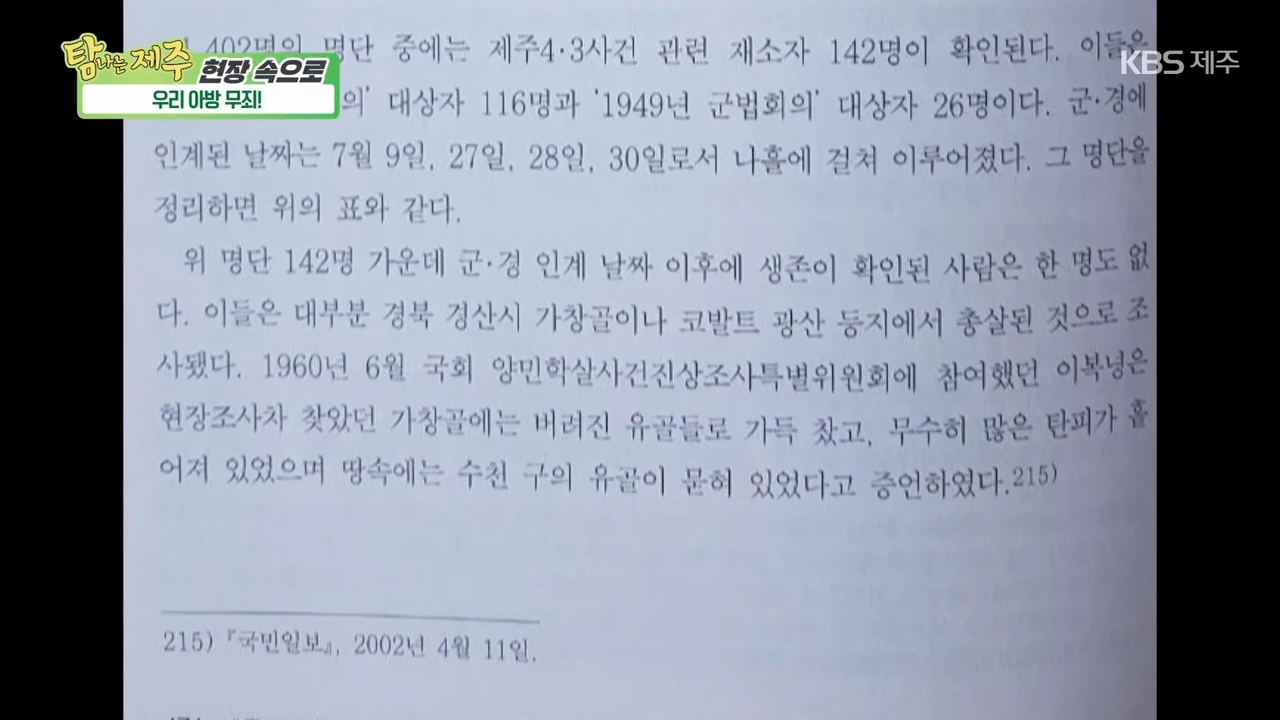 탐나는 제주 현장 속으로
우리 아방 무죄!
KBS 제주
1,402명의 명단 중에는 제주4·3사건 관련 재소자 142명이 확인된다. 이들은
의’ 대상자 116명과 ‘1949년 군법회의’ 대상자 26명이다. 군·경에
인계된 날짜는 7월 9일, 27일, 28일, 30일로서 나흘에 걸쳐 이루어졌다. 그 명단을
정리하면 위의 표와 같다.
위 명단 142명 가운데 군·경 인계 날짜 이후에 생존이 확인된 사람은 한 명도 없
다. 이들은 대부분 경북 경산시 가창골이나 코발트 광산 등지에서 총살된 것으로 조
사됐다. 1960년 6월 국회 양민학살사건진상조사특별위원회에 참여했던 이복녕은
현장조사차 찾았던 가창골에는 버려진 유골들로 가득 찼고, 무수히 많은 탄피가 흩
어져 있었으며 땅속에는 수천 구의 유골이 묻혀 있었다고 증언하였다.215)
215) 『국민일보』, 2002년 4월 11일.